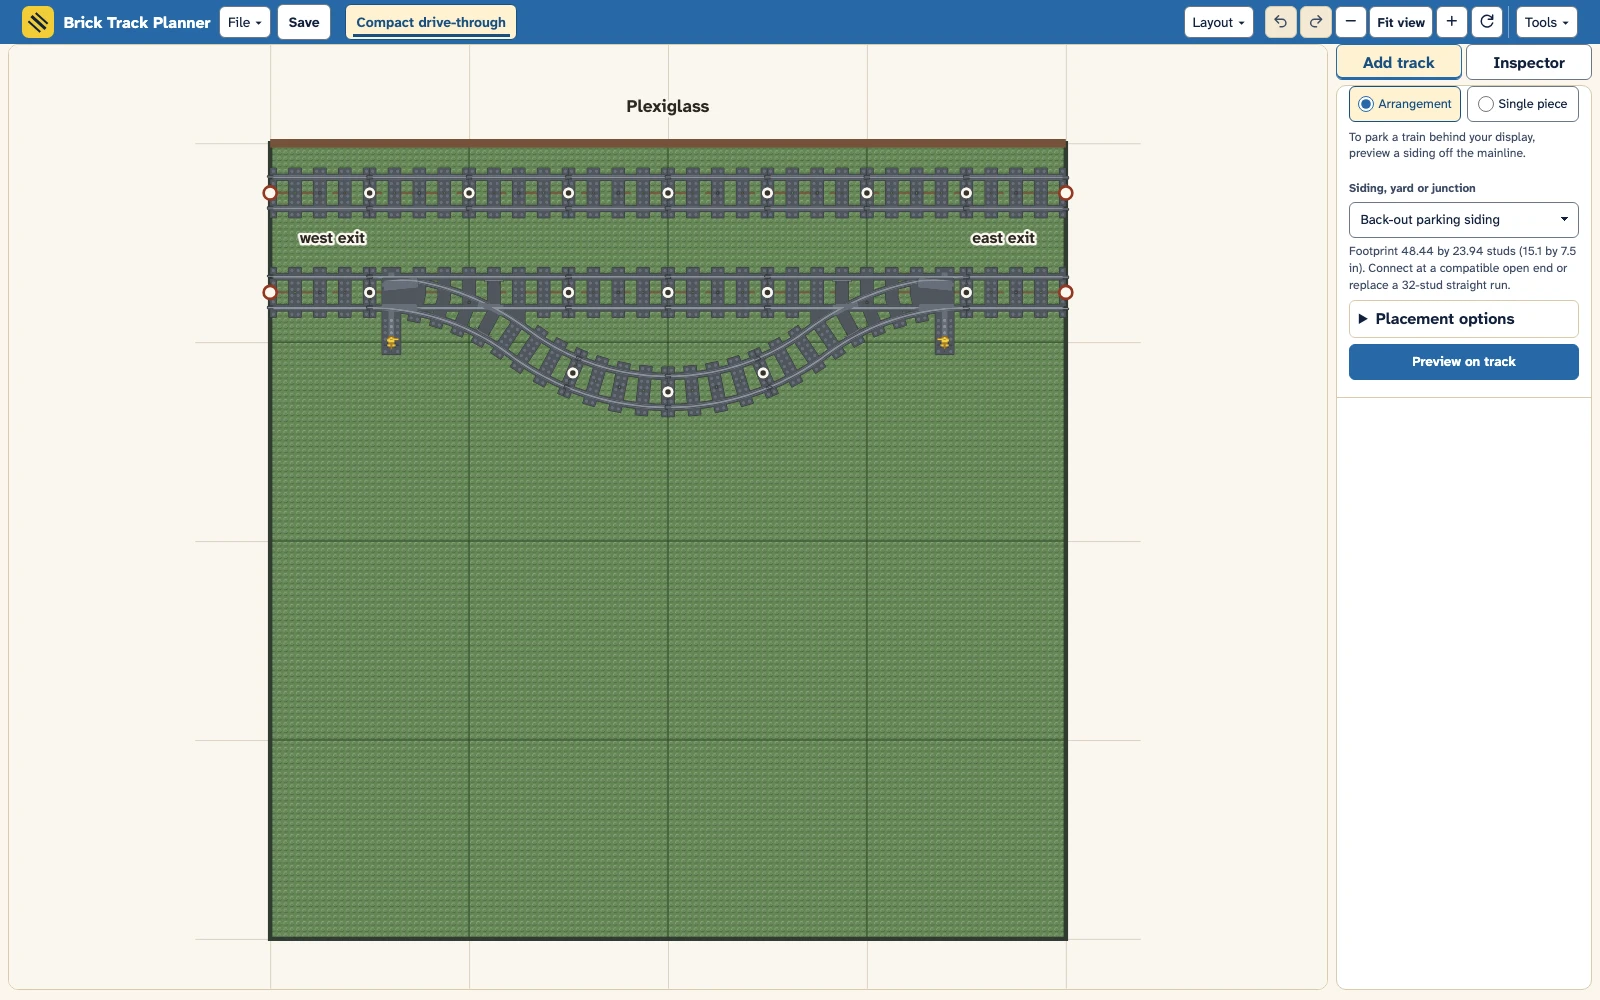 Brick Track Planner
File
Save
Compact drive-through
Layout
−
Fit view
+
Tools
Add track
Inspector
Arrangement
Single piece
To park a train behind your display,
preview a siding off the mainline.
Siding, yard or junction
Back-out parking siding
Footprint 48.44 by 23.94 studs (15.1 by 7.5
in). Connect at a compatible open end or
replace a 32-stud straight run.
Placement options
Preview on track
Plexiglass
west exit
east exit